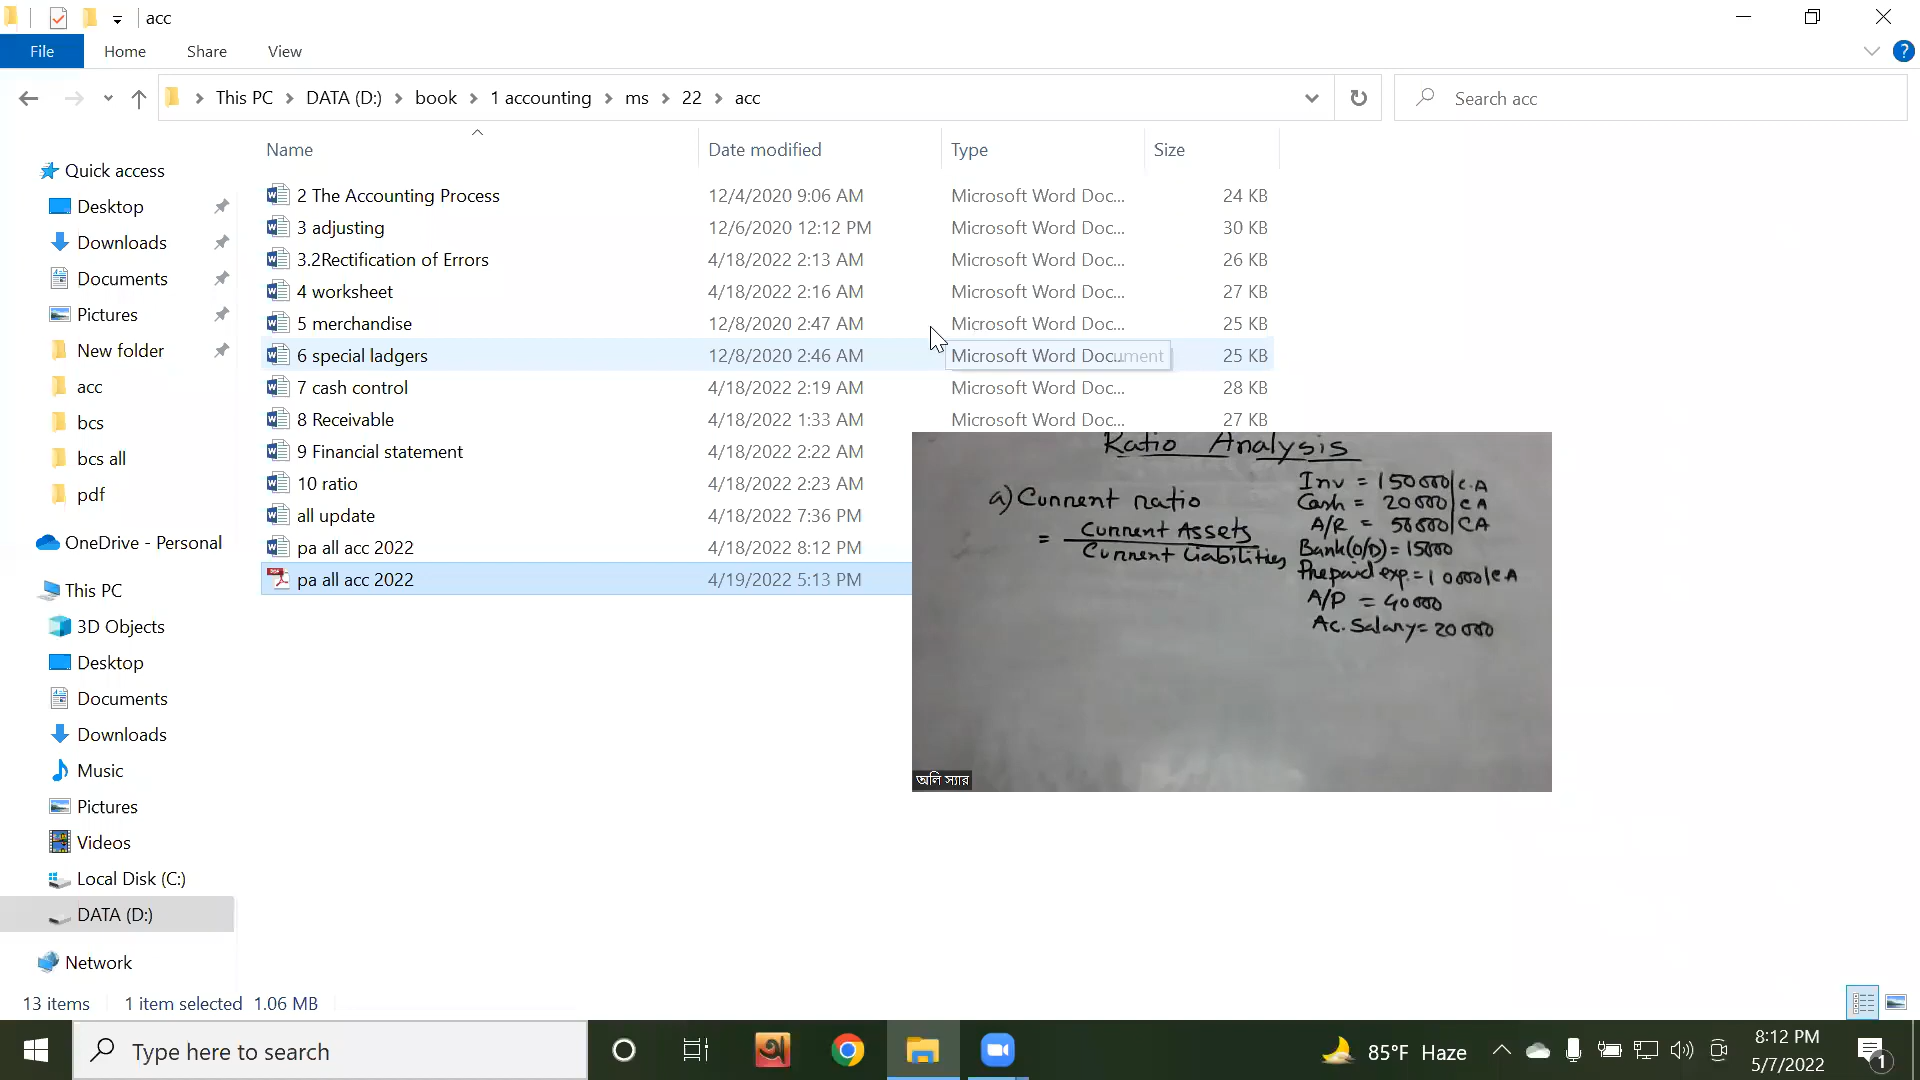 acc
File Home Share View
This PC DATA (D:) book 1 accounting ms 22 acc
Search acc
Name Date modified Type Size
Quick access
Desktop
Downloads
Documents
Pictures
New folder
acc
bcs
bcs all
pdf
OneDrive - Personal
This PC
3D Objects
Desktop
Documents
Downloads
Music
Pictures
Videos
Local Disk (C:)
DATA (D:)
Network
2 The Accounting Process 12/4/2020 9:06 AM Microsoft Word Doc... 24 KB
3 adjusting 12/6/2020 12:12 PM Microsoft Word Doc... 30 KB
3.2Rectification of Errors 4/18/2022 2:13 AM Microsoft Word Doc... 26 KB
4 worksheet 4/18/2022 2:16 AM Microsoft Word Doc... 27 KB
5 merchandise 12/8/2020 2:47 AM Microsoft Word Doc... 25 KB
6 special ladgers 12/8/2020 2:46 AM Microsoft Word Document 25 KB
7 cash control 4/18/2022 2:19 AM Microsoft Word Doc... 28 KB
8 Receivable 4/18/2022 1:33 AM Microsoft Word Doc... 27 KB
9 Financial statement 4/18/2022 2:22 AM
10 ratio 4/18/2022 2:23 AM
all update 4/18/2022 7:36 PM
pa all acc 2022 4/18/2022 8:12 PM
pa all acc 2022 4/19/2022 5:13 PM
Ratio Analysis
a) Current ratio
= Current Assets
Current Liabilities
Inv = 150000 | C.A
Cash = 20000 | CA
A/R = 50000 | CA
Bank(O/D) = 15000
Prepaid exp. = 10000 | CA
A/P = 40000
Ac. Salary = 20000
অলি স্যার
13 items 1 item selected 1.06 MB
Type here to search
85°F Haze
8:12 PM
5/7/2022
1